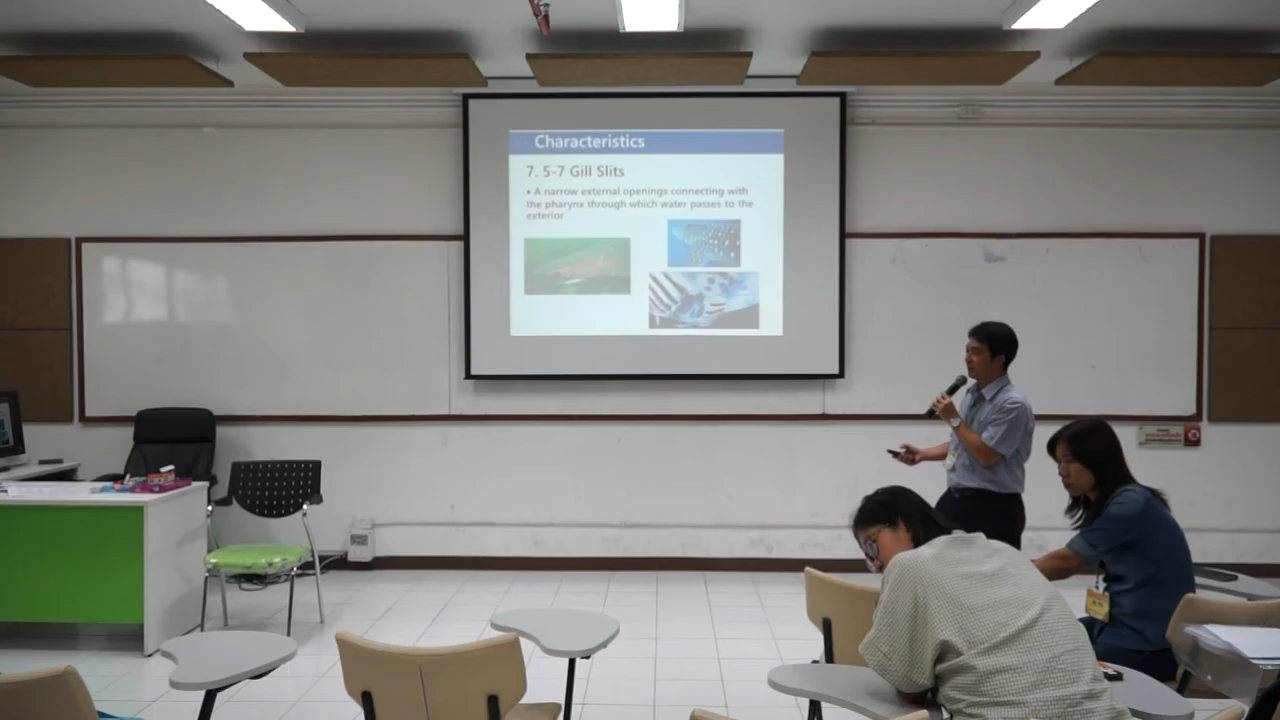 Characteristics
7. 5-7 Gill Slits
• A narrow external openings connecting with
the pharynx through which water passes to the
exterior